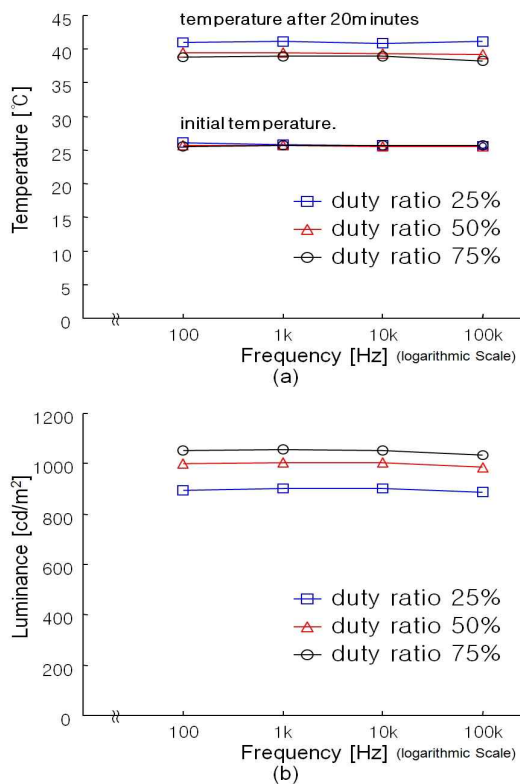 temperature after 20minutes
45
40
35
30
25
20
15
10
5
0
Temperature [℃]
initial temperature.
duty ratio 25%
duty ratio 50%
duty ratio 75%
100 1k 10k 100k
Frequency [Hz] (logarithmic Scale)
(a)
1200
1000
800
600
400
200
0
Luminance [cd/m²]
duty ratio 25%
duty ratio 50%
duty ratio 75%
100 1k 10k 100k
Frequency [Hz] (logarithmic Scale)
(b)